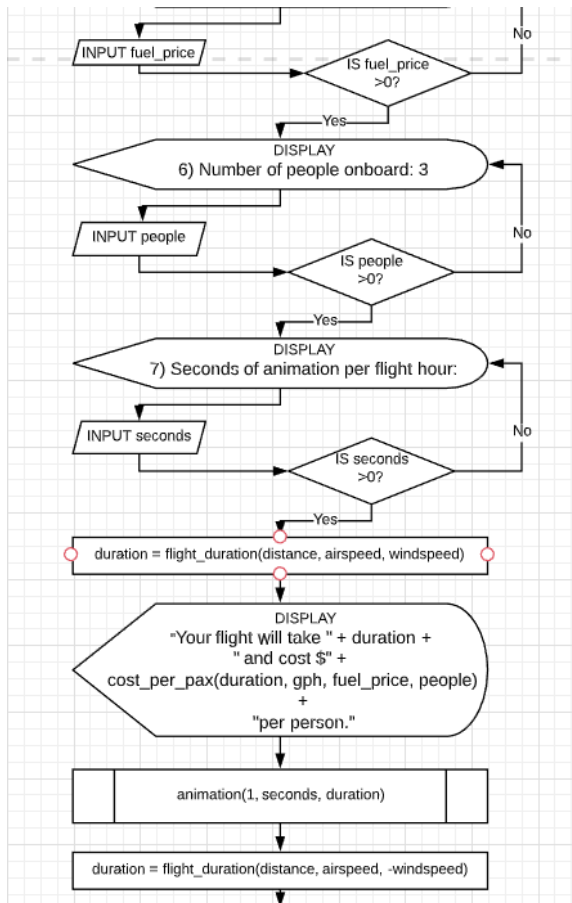 No
INPUT fuel_price
IS fuel_price
>0?
Yes
DISPLAY
6) Number of people onboard: 3
INPUT people
No
IS people
>0?
Yes
DISPLAY
7) Seconds of animation per flight hour:
INPUT seconds
No
IS seconds
>0?
Yes
duration = flight_duration(distance, airspeed, windspeed)
DISPLAY
"Your flight will take " + duration +
" and cost $" +
cost_per_pax(duration, gph, fuel_price, people)
+
"per person."
animation(1, seconds, duration)
duration = flight_duration(distance, airspeed, -windspeed)